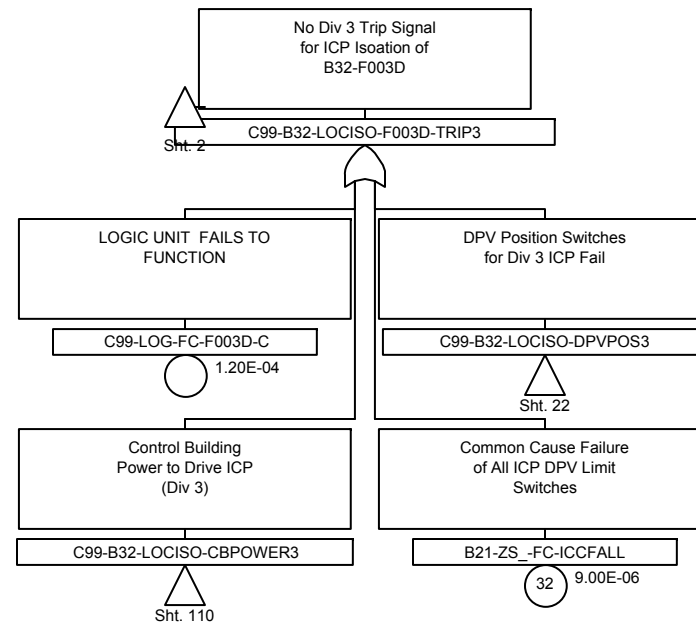 No Div 3 Trip Signal
for ICP Isoation of
B32-F003D
C99-B32-LOCISO-F003D-TRIP3
Sht. 2
LOGIC UNIT FAILS TO
FUNCTION
C99-LOG-FC-F003D-C
1.20E-04
DPV Position Switches
for Div 3 ICP Fail
C99-B32-LOCISO-DPVPOS3
Sht. 22
Control Building
Power to Drive ICP
(Div 3)
C99-B32-LOCISO-CBPOWER3
Sht. 110
Common Cause Failure
of All ICP DPV Limit
Switches
B21-ZS_-FC-ICCFALL
32
9.00E-06